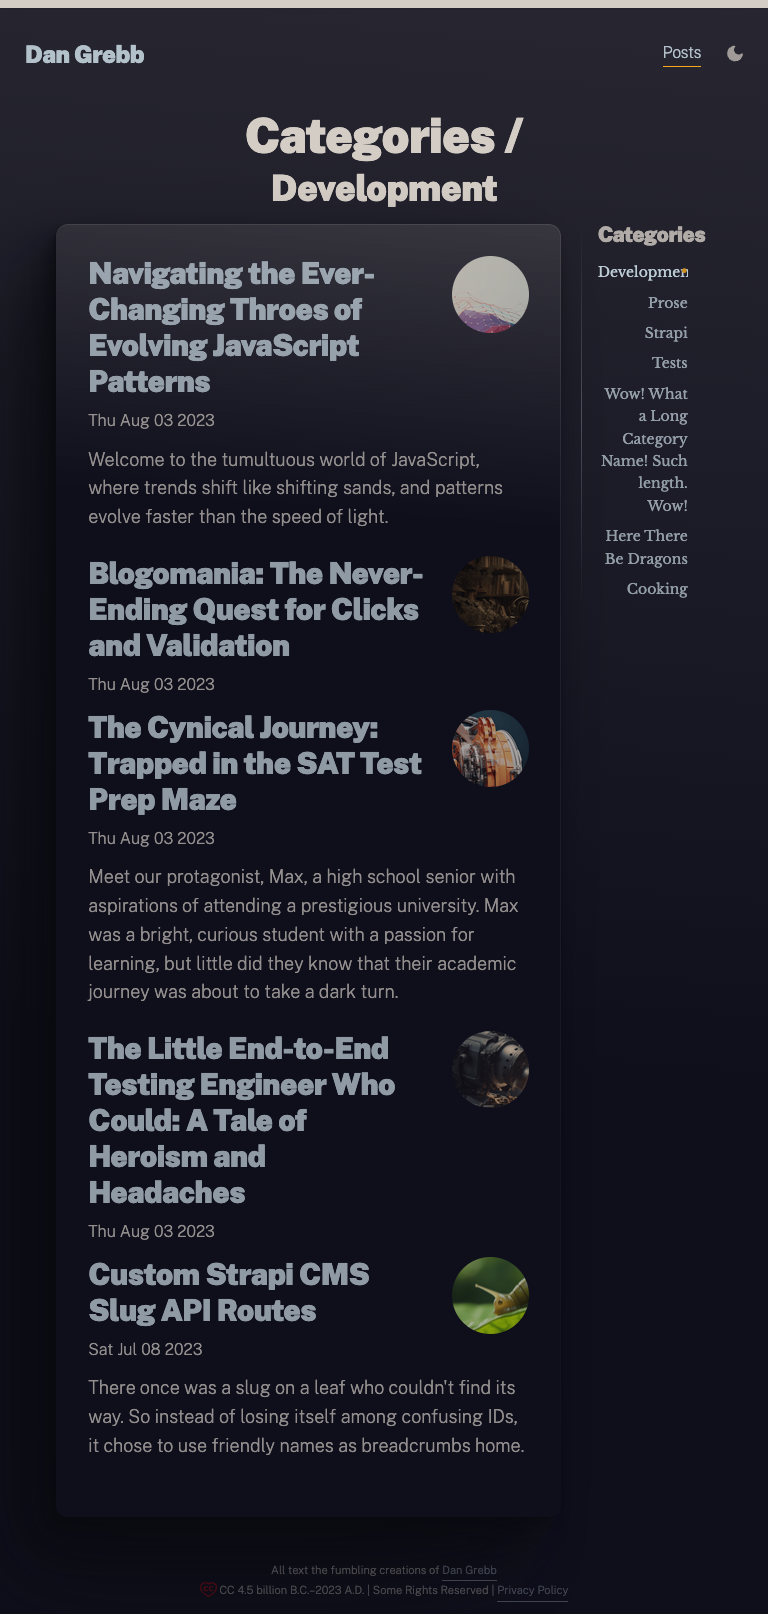 Dan Grebb
Posts
Categories /
Development
Navigating the Ever-
Changing Throes of
Evolving JavaScript
Patterns
Thu Aug 03 2023
Welcome to the tumultuous world of JavaScript,
where trends shift like shifting sands, and patterns
evolve faster than the speed of light.
Blogomania: The Never-
Ending Quest for Clicks
and Validation
Thu Aug 03 2023
The Cynical Journey:
Trapped in the SAT Test
Prep Maze
Thu Aug 03 2023
Meet our protagonist, Max, a high school senior with
aspirations of attending a prestigious university. Max
was a bright, curious student with a passion for
learning, but little did they know that their academic
journey was about to take a dark turn.
The Little End-to-End
Testing Engineer Who
Could: A Tale of
Heroism and
Headaches
Thu Aug 03 2023
Custom Strapi CMS
Slug API Routes
Sat Jul 08 2023
There once was a slug on a leaf who couldn't find its
way. So instead of losing itself among confusing IDs,
it chose to use friendly names as breadcrumbs home.
Categories
Developmen
Prose
Strapi
Tests
Wow! What
a Long
Category
Name! Such
length.
Wow!
Here There
Be Dragons
Cooking
All text the fumbling creations of Dan Grebb
CC 4.5 billion B.C.–2023 A.D. | Some Rights Reserved | Privacy Policy